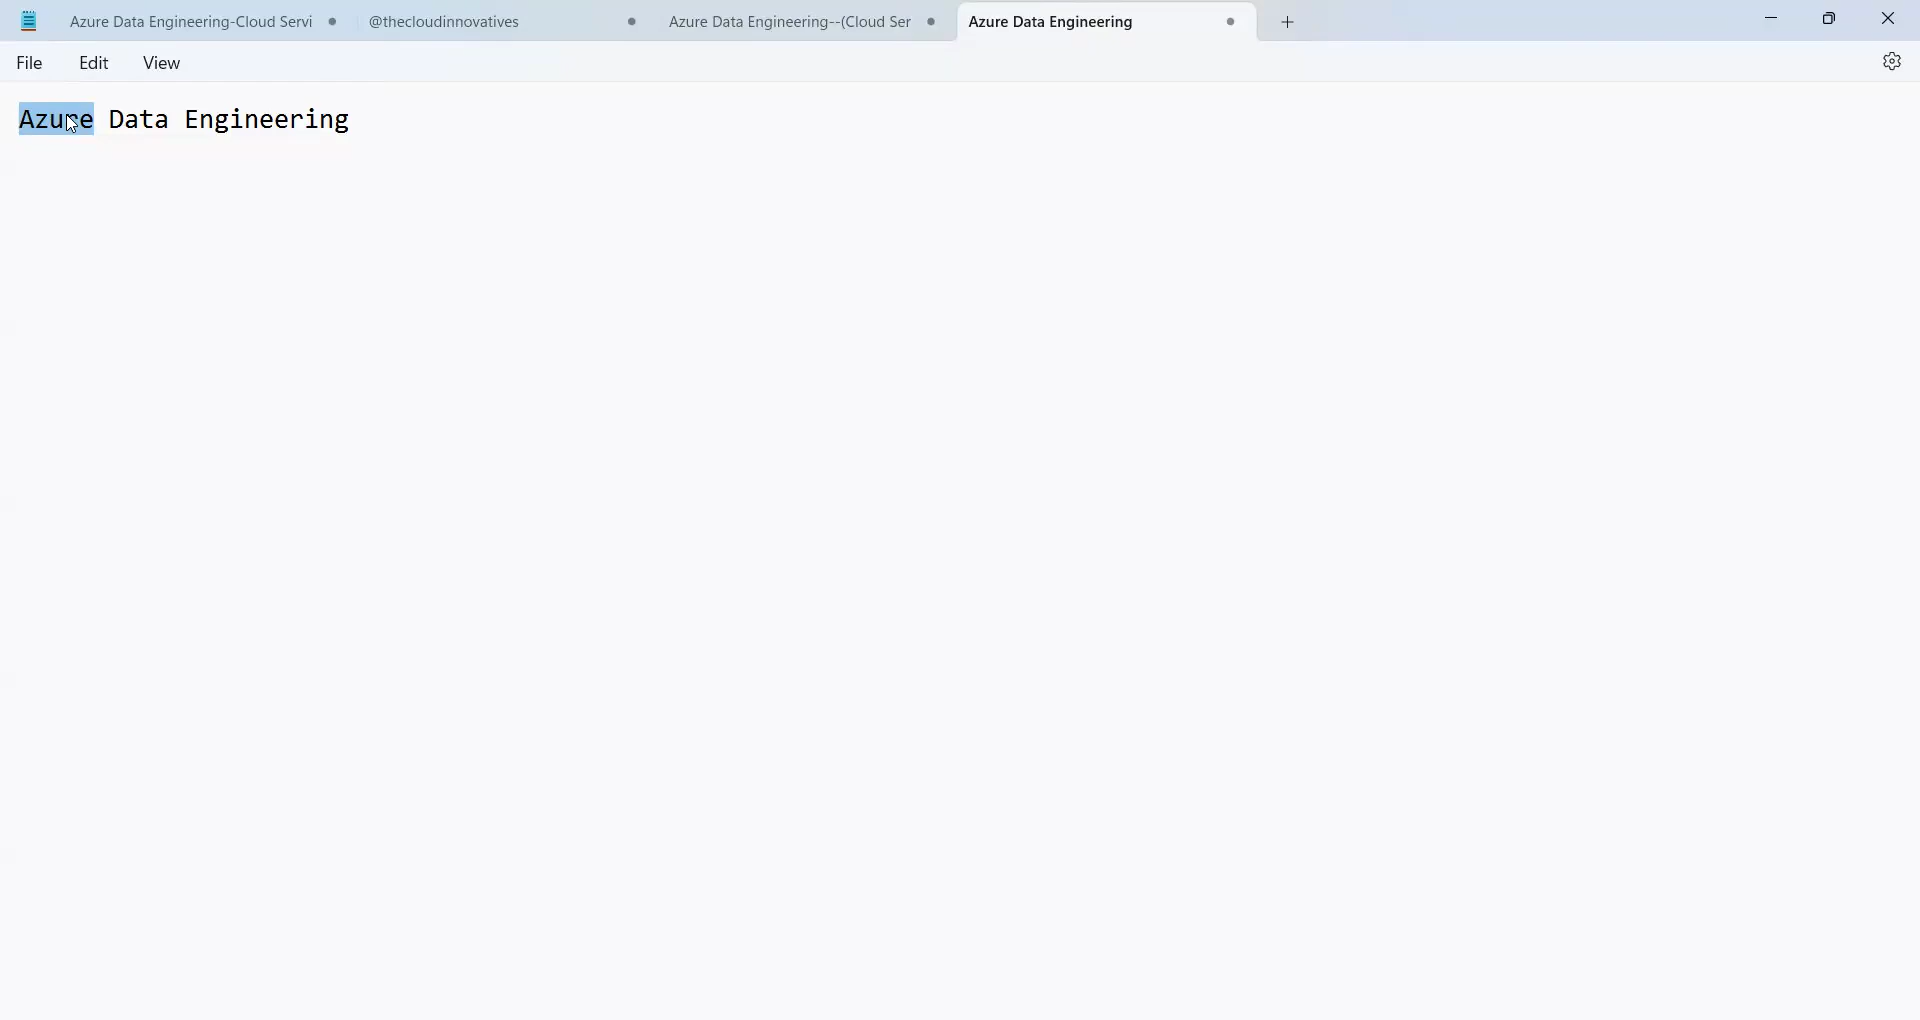 Azure Data Engineering-Cloud Servi
@thecloudinnovatives
Azure Data Engineering--(Cloud Ser
Azure Data Engineering
File Edit View
Azure Data Engineering